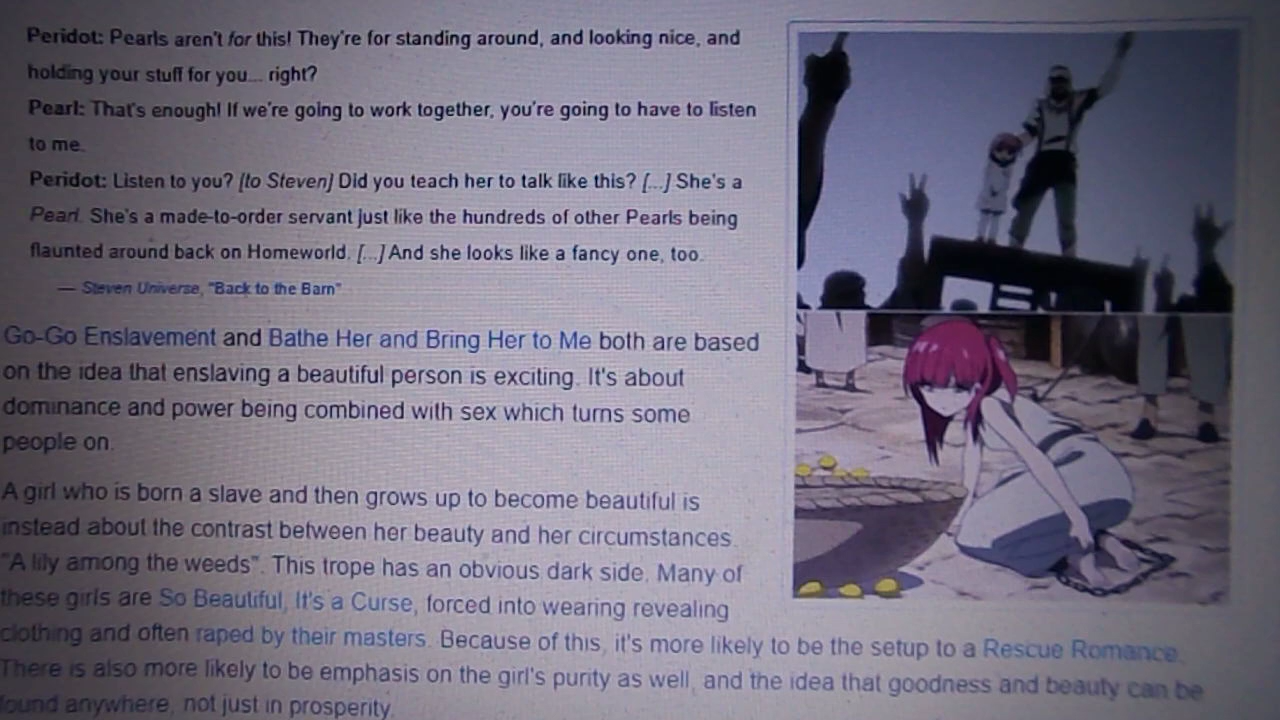 Peridot: Pearls aren't for this! They're for standing around, and looking nice, and
holding your stuff for you... right?
Pearl: That's enough! If we're going to work together, you're going to have to listen
to me.
Peridot: Listen to you? [to Steven] Did you teach her to talk like this? [...] She's a
Pearl. She's a made-to-order servant just like the hundreds of other Pearls being
flaunted around back on Homeworld. [...] And she looks like a fancy one, too.
— Steven Universe, "Back to the Barn"
Go-Go Enslavement and Bathe Her and Bring Her to Me both are based
on the idea that enslaving a beautiful person is exciting. It's about
dominance and power being combined with sex which turns some
people on.
A girl who is born a slave and then grows up to become beautiful is
instead about the contrast between her beauty and her circumstances.
"A lily among the weeds". This trope has an obvious dark side. Many of
these girls are So Beautiful, It's a Curse, forced into wearing revealing
clothing and often raped by their masters. Because of this, it's more likely to be the setup to a Rescue Romance.
There is also more likely to be emphasis on the girl's purity as well, and the idea that goodness and beauty can be
found anywhere, not just in prosperity.